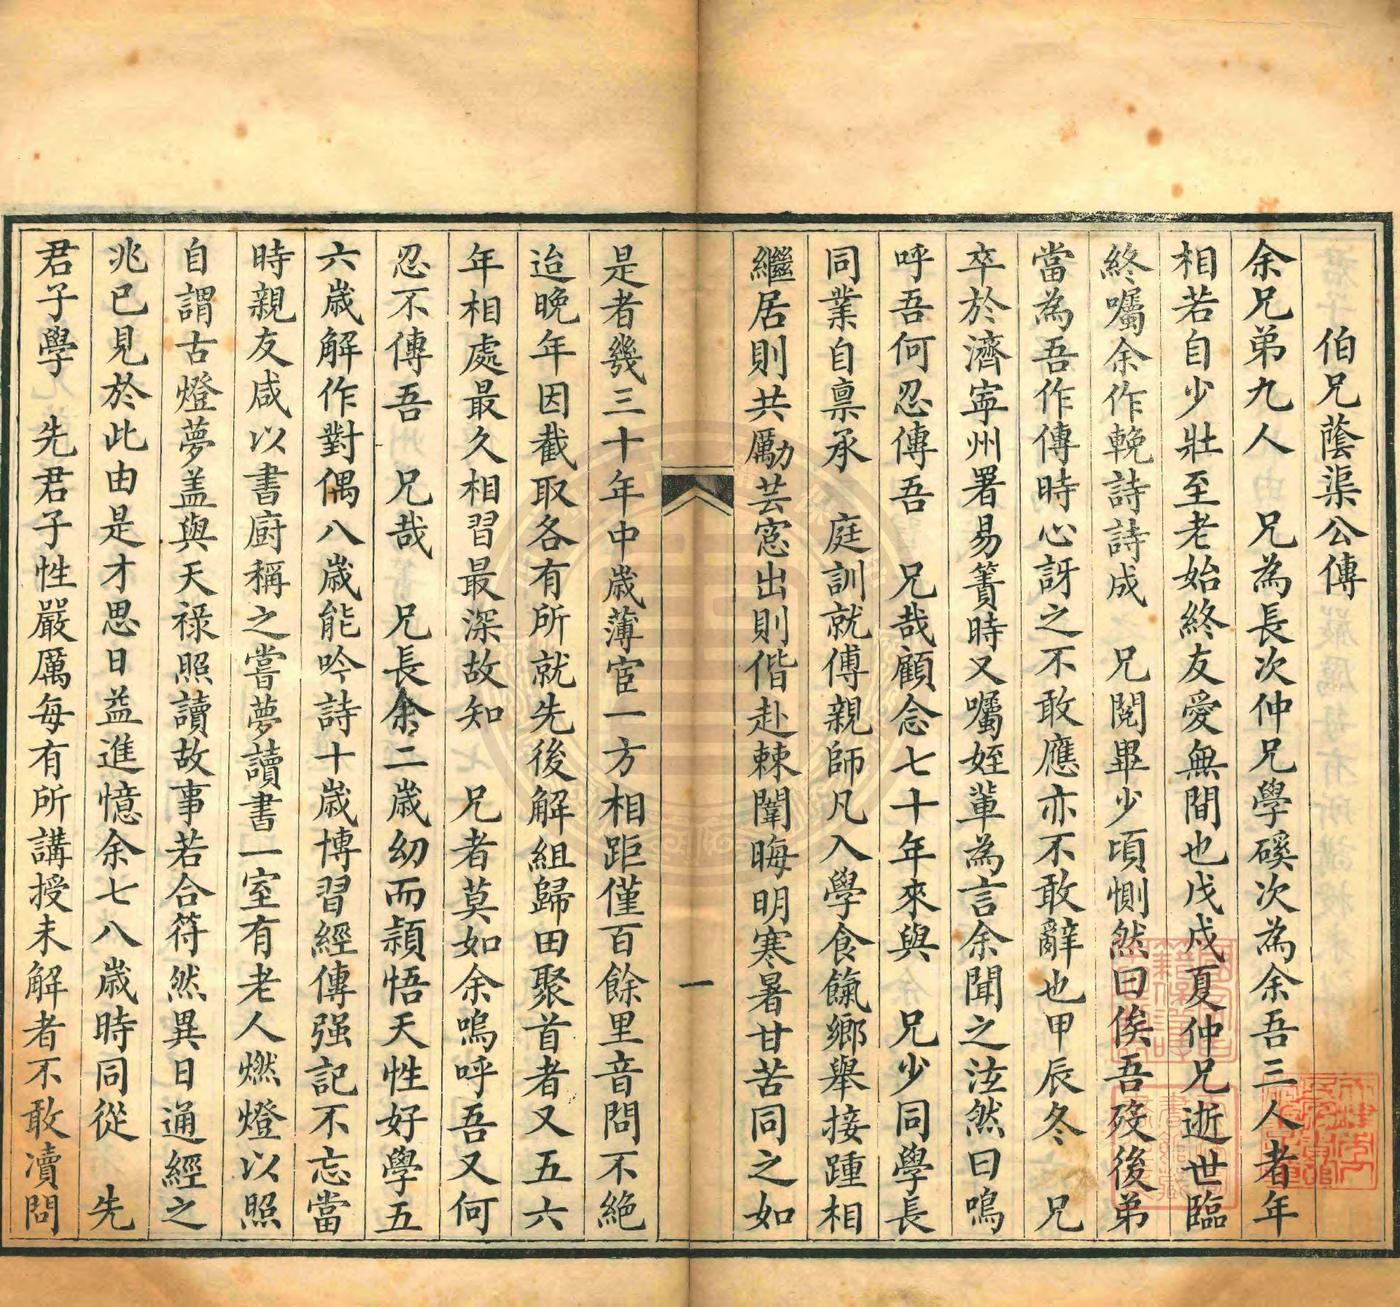 伯兄蔭渠公傳
余兄弟九人　兄為長次仲兄學磎次為余吾三人者年
相若自少壯至老始終友愛無間也戊戍夏仲兄逝世臨
終囑余作輓詩詩成　兄閱畢少頃惻然曰俟吾歿後弟
當為吾作傳時心訝之不敢應亦不敢辭也甲辰冬　兄
卒於濟寧州署易簀時又囑姪輩為言余聞之泫然曰嗚
呼吾何忍傳吾　兄哉顧念七十年來與　兄少同學長
同業自禀承　庭訓就傅親師凡入學食餼鄉舉接踵相
繼居則共勵芸窓出則偕赴棘闈晦明寒暑甘苦同之如
一
是者幾三十年中歲薄宦一方相距僅百餘里音問不絕
迨晚年因截取各有所就先後解組歸田聚首者又五六
年相處最久相習最深故知　兄者莫如余嗚呼吾又何
忍不傳吾　兄哉　兄長余二歲幼而頴悟天性好學五
六歲解作對偶八歲能吟詩十歲博習經傳强記不忘當
時親友咸以書廚稱之嘗夢讀書一室有老人燃燈以照
自謂古燈夢盖與天祿照讀故事若合符然異日通經之
兆已見於此由是才思日益進憶余七八歲時同從　先
君子學　先君子性嚴厲每有所講授未解者不敢凟問